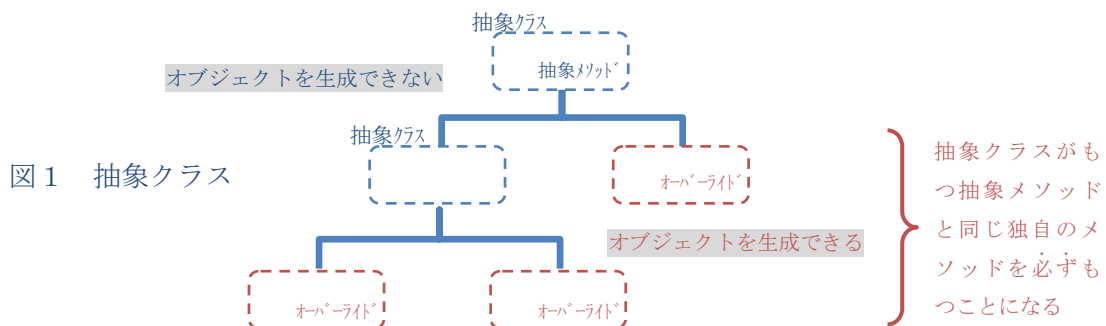 抽象ｸﾗｽ
抽象ﾒｿｯﾄﾞ
オブジェクトを生成できない
抽象ｸﾗｽ
図１　抽象クラス
ｵｰﾊﾞｰﾗｲﾄﾞ
抽象クラスがも
つ抽象メソッド
と同じ独自のメ
ソッドを必ずも
つことになる
オブジェクトを生成できる
ｵｰﾊﾞｰﾗｲﾄﾞ
ｵｰﾊﾞｰﾗｲﾄﾞ